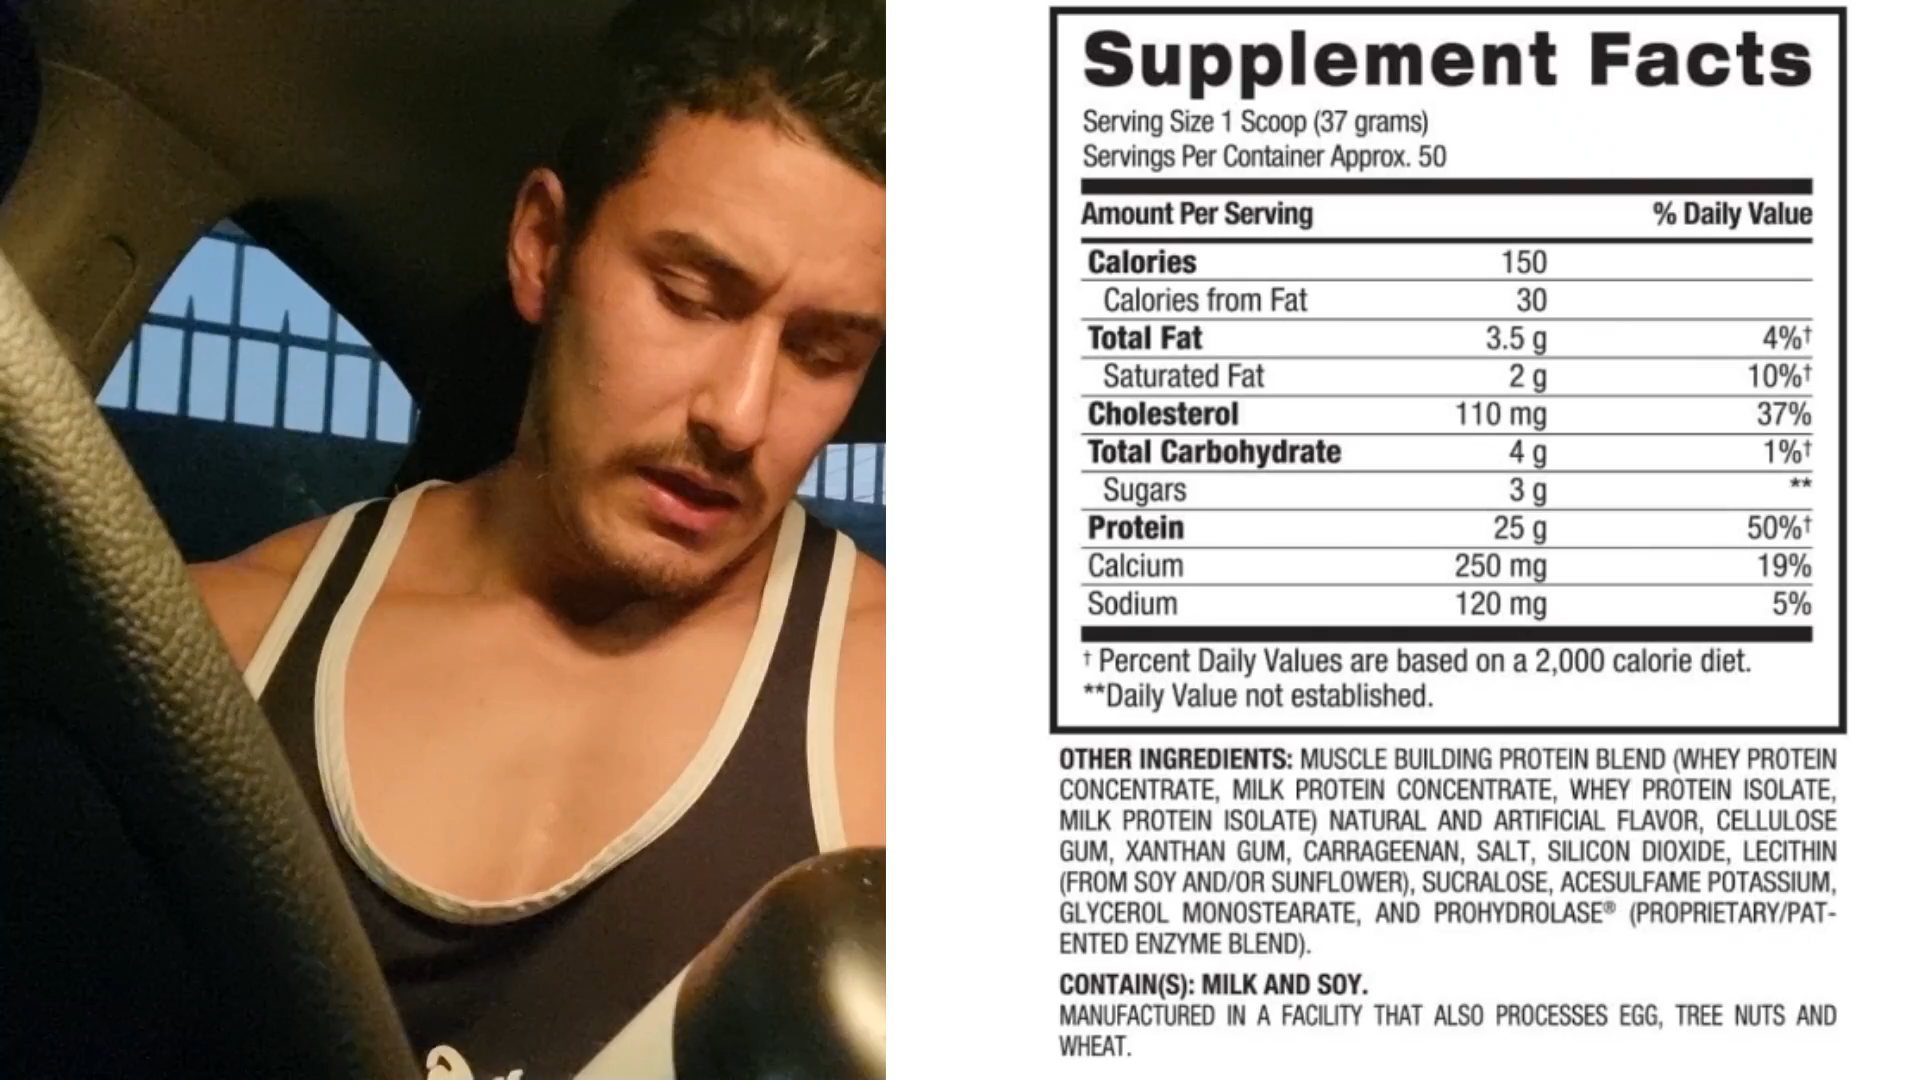 Supplement Facts
Serving Size 1 Scoop (37 grams)
Servings Per Container Approx. 50
Amount Per Serving % Daily Value
Calories 150
Calories from Fat 30
Total Fat 3.5 g 4%†
Saturated Fat 2 g 10%†
Cholesterol 110 mg 37%
Total Carbohydrate 4 g 1%†
Sugars 3 g **
Protein 25 g 50%†
Calcium 250 mg 19%
Sodium 120 mg 5%
† Percent Daily Values are based on a 2,000 calorie diet.
**Daily Value not established.
OTHER INGREDIENTS: MUSCLE BUILDING PROTEIN BLEND (WHEY PROTEIN
CONCENTRATE, MILK PROTEIN CONCENTRATE, WHEY PROTEIN ISOLATE,
MILK PROTEIN ISOLATE) NATURAL AND ARTIFICIAL FLAVOR, CELLULOSE
GUM, XANTHAN GUM, CARRAGEENAN, SALT, SILICON DIOXIDE, LECITHIN
(FROM SOY AND/OR SUNFLOWER), SUCRALOSE, ACESULFAME POTASSIUM,
GLYCEROL MONOSTEARATE, AND PROHYDROLASE® (PROPRIETARY/PAT-
ENTED ENZYME BLEND).
CONTAIN(S): MILK AND SOY.
MANUFACTURED IN A FACILITY THAT ALSO PROCESSES EGG, TREE NUTS AND
WHEAT.